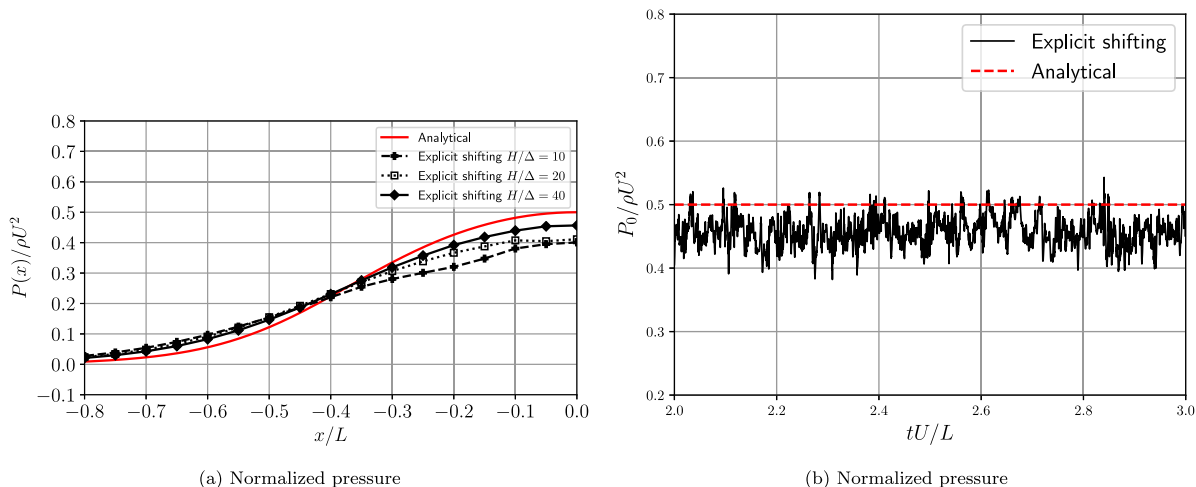 0.8
0.7
0.6
0.5
0.4
0.3
0.2
0.1
0.0
−0.1
P(x)/ρU²
Analytical
Explicit shifting H/Δ = 10
Explicit shifting H/Δ = 20
Explicit shifting H/Δ = 40
−0.8 −0.7 −0.6 −0.5 −0.4 −0.3 −0.2 −0.1 0.0
x/L
(a) Normalized pressure
0.8
0.7
0.6
0.5
0.4
0.3
0.2
P₀/ρU²
Explicit shifting
Analytical
2.0 2.2 2.4 2.6 2.8 3.0
tU/L
(b) Normalized pressure